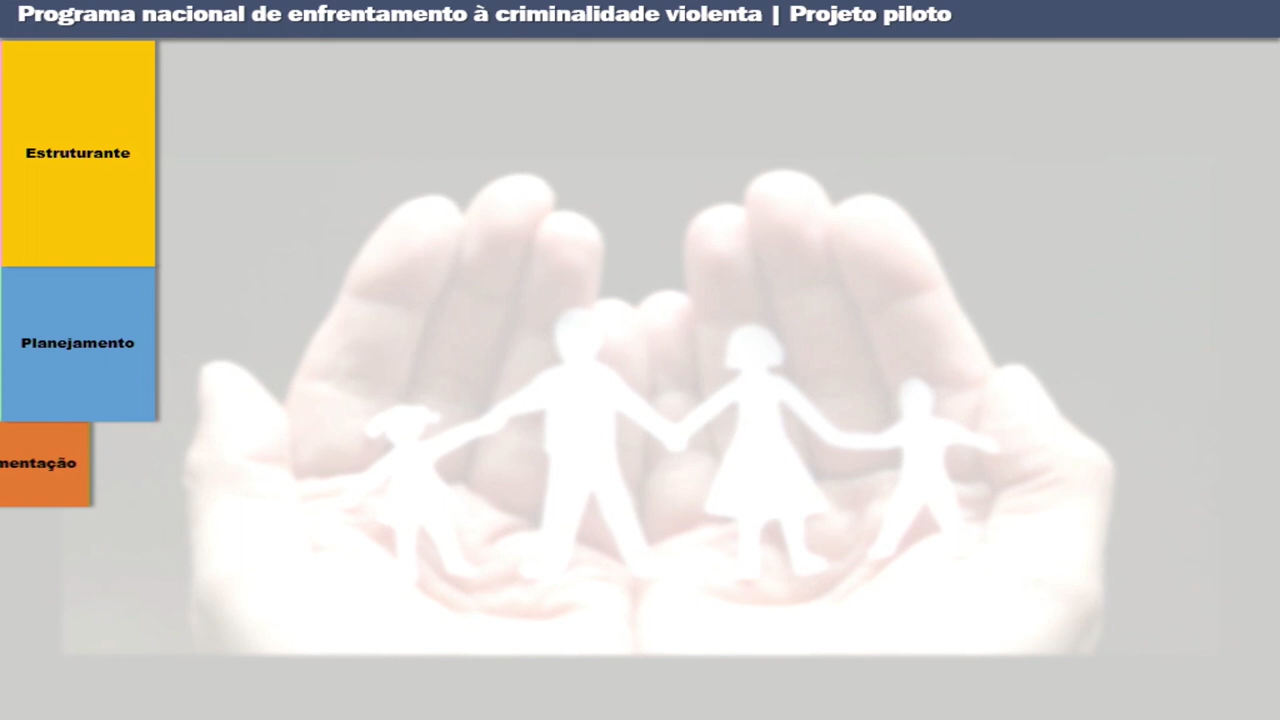 Programa nacional de enfrentamento à criminalidade violenta | Projeto piloto
Estruturante
Planejamento
mentação